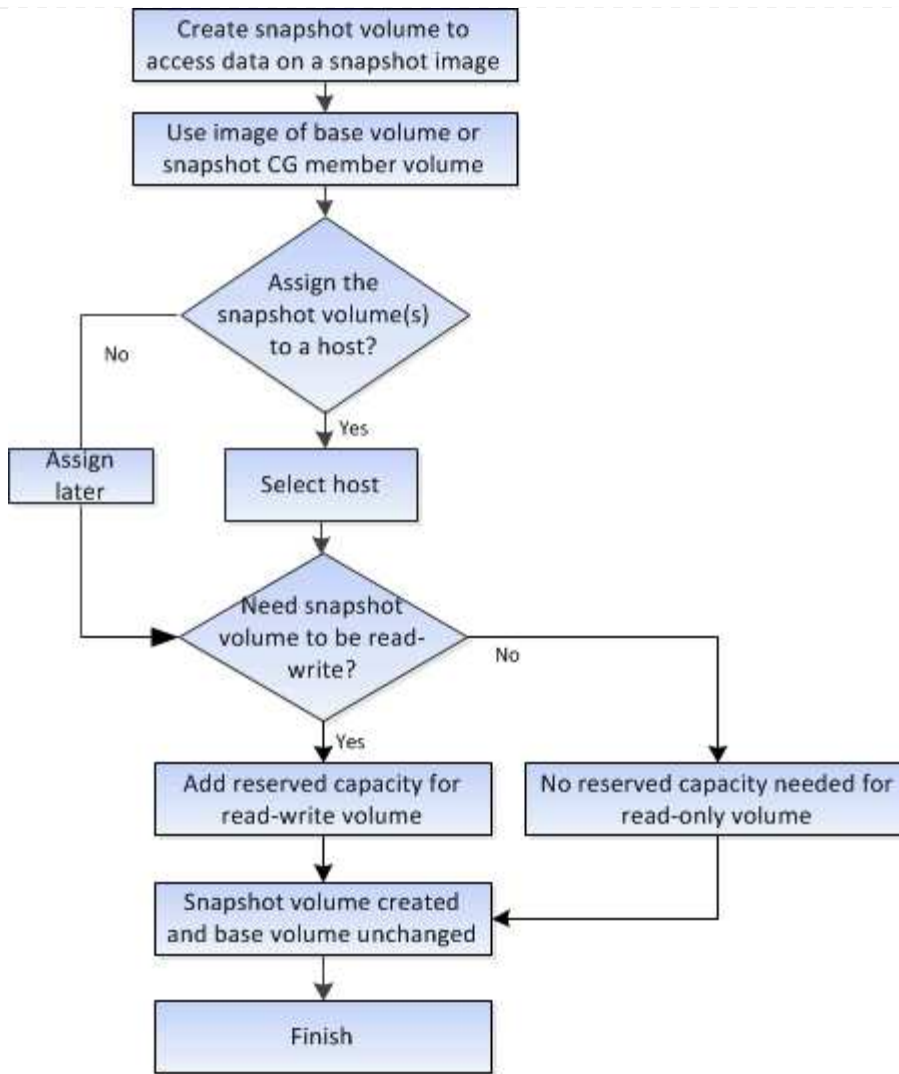 Create snapshot volume to
access data on a snapshot image
Use image of base volume or
snapshot CG member volume
Assign the
snapshot volume(s)
to a host?
No
Yes
Assign
later
Select host
Need snapshot
volume to be read-
write?
No
Yes
Add reserved capacity for
read-write volume
No reserved capacity needed for
read-only volume
Snapshot volume created
and base volume unchanged
Finish